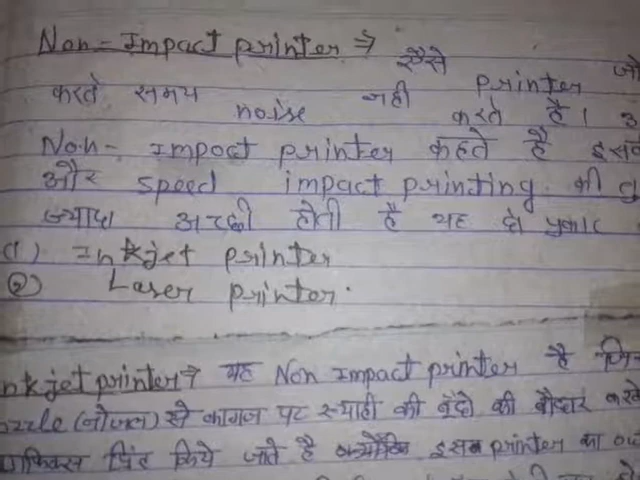 Non-Impact printer → ऐसे printer जो
करते समय noise नही करते है।
Non-Impact printer कहते है
और speed impact printing की
ज्यादा अच्छी होती है यह दो प्रकार
(1) Inkjet printer
(2) Laser printer.
nkjet printer → यह Non Impact printer है
ozzle (नोजल) से कागज पर स्याही की बूंदो की बौछार करके
ग्राफिक्स प्रिंट किये जाते है इसका printer का